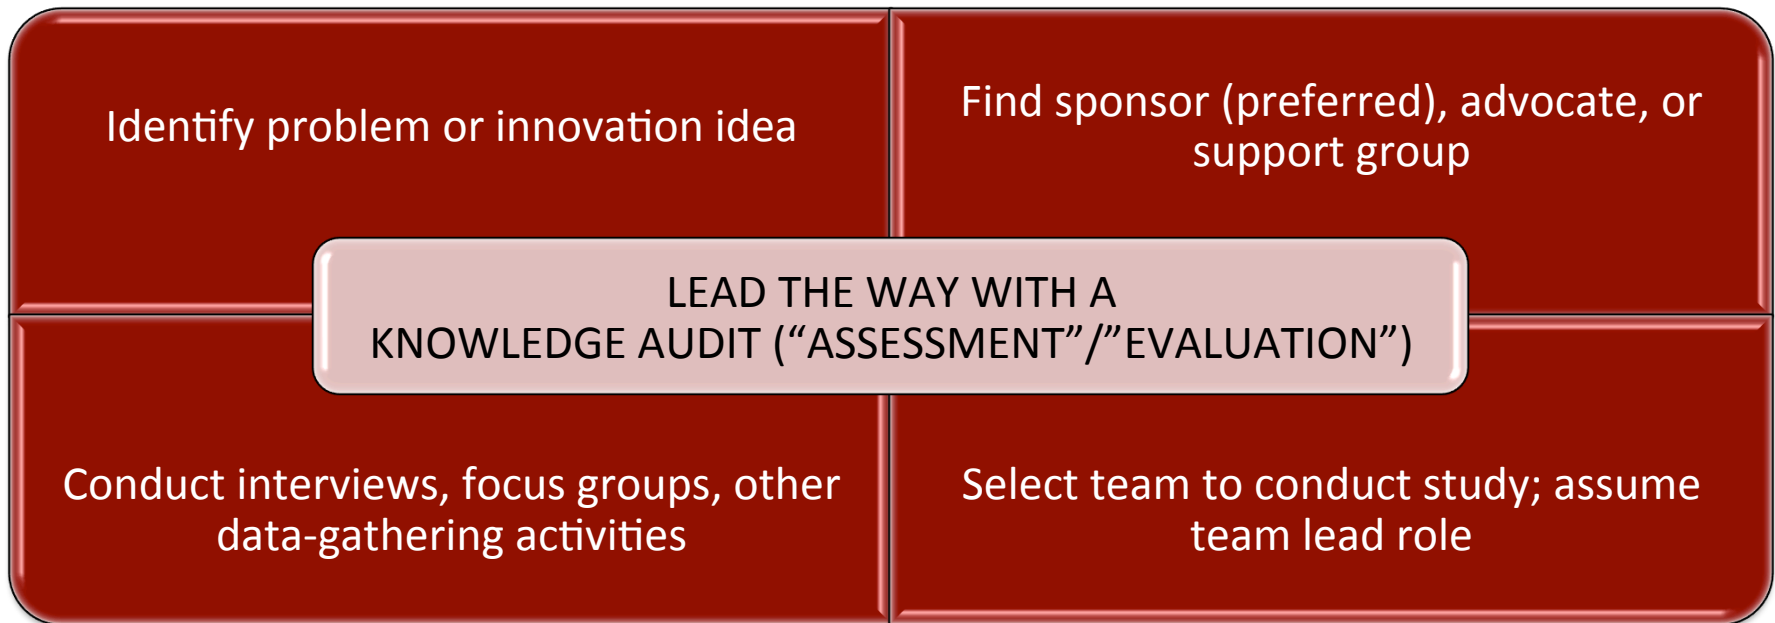 Identify problem or innovation idea
Find sponsor (preferred), advocate, or
support group
LEAD THE WAY WITH A
KNOWLEDGE AUDIT (“ASSESSMENT”/”EVALUATION”)
Conduct interviews, focus groups, other
data-gathering activities
Select team to conduct study; assume
team lead role